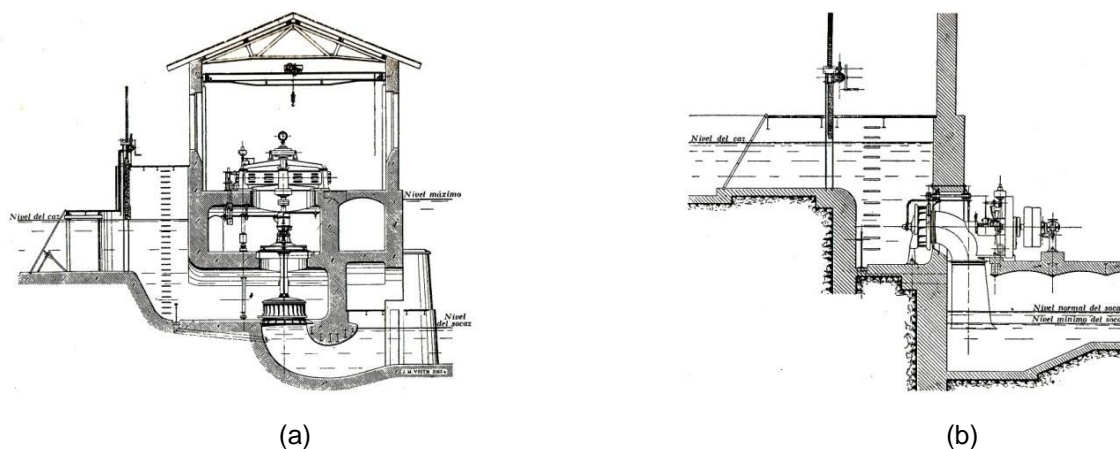 Nivel máximo
Nivel del caz
Nivel
del socaz
(a)
Nivel del caz
Nivel normal del soca
Nivel mínimo del soca
(b)